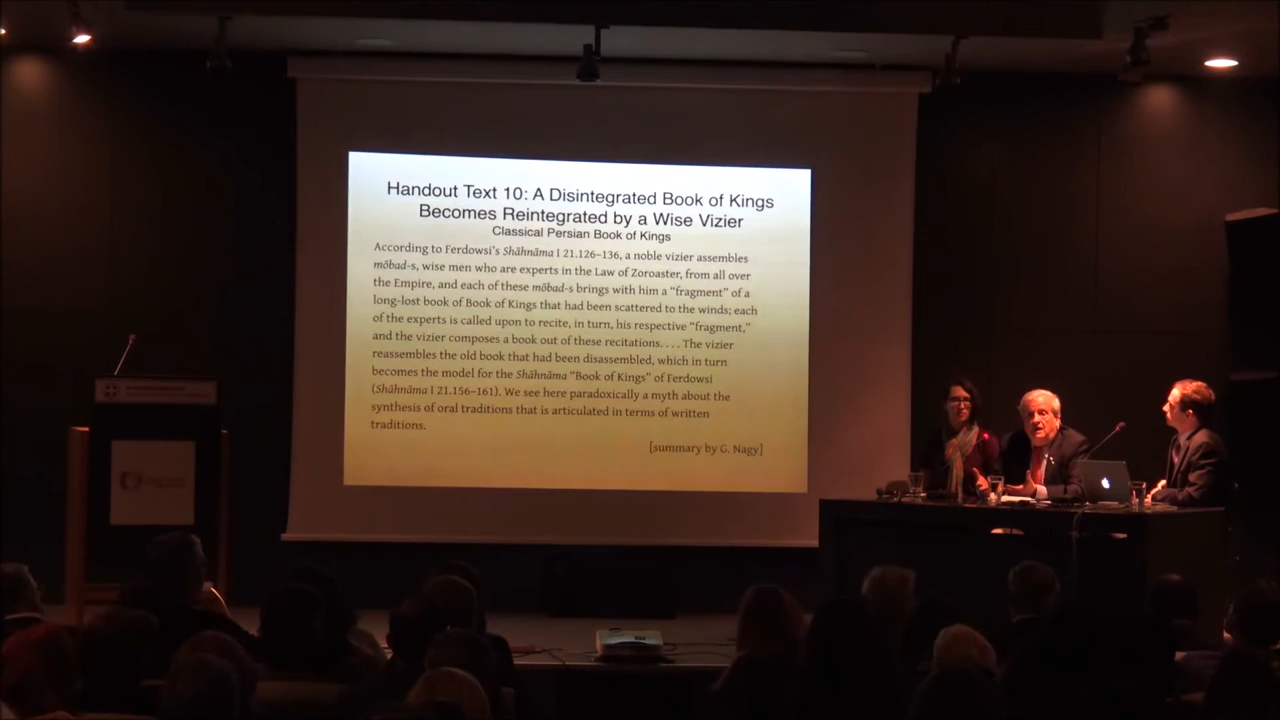 Handout Text 10: A Disintegrated Book of Kings
Becomes Reintegrated by a Wise Vizier
Classical Persian Book of Kings
According to Ferdowsi's Shāhnāma I 21.126–136, a noble vizier assembles
mōbad-s, wise men who are experts in the Law of Zoroaster, from all over
the Empire, and each of these mōbad-s brings with him a “fragment” of a
long-lost book of Book of Kings that had been scattered to the winds; each
of the experts is called upon to recite, in turn, his respective “fragment,”
and the vizier composes a book out of these recitations. . . . The vizier
reassembles the old book that had been disassembled, which in turn
becomes the model for the Shāhnāma “Book of Kings” of Ferdowsi
(Shāhnāma I 21.156–161). We see here paradoxically a myth about the
synthesis of oral traditions that is articulated in terms of written
traditions.
[summary by G. Nagy]